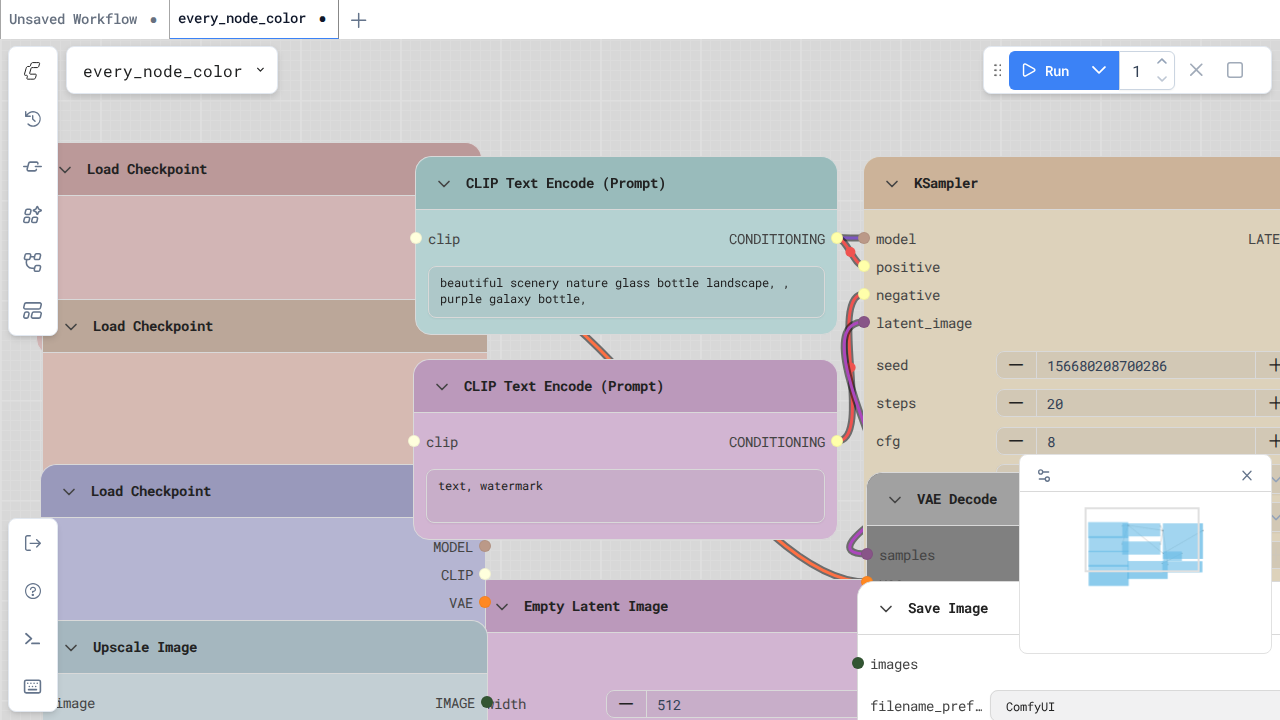 Unsaved Workflow
every_node_color
every_node_color
Run
1
Load Checkpoint
CLIP Text Encode (Prompt)
clip
CONDITIONING
beautiful scenery nature glass bottle landscape, ,
purple galaxy bottle,
KSampler
model
LATE
positive
negative
latent_image
seed
156680208700286
steps
20
cfg
8
Load Checkpoint
CLIP Text Encode (Prompt)
clip
CONDITIONING
text, watermark
Load Checkpoint
MODEL
CLIP
VAE
VAE Decode
samples
Empty Latent Image
width
512
Save Image
images
filename_pref…
ComfyUI
Upscale Image
image
IMAGE